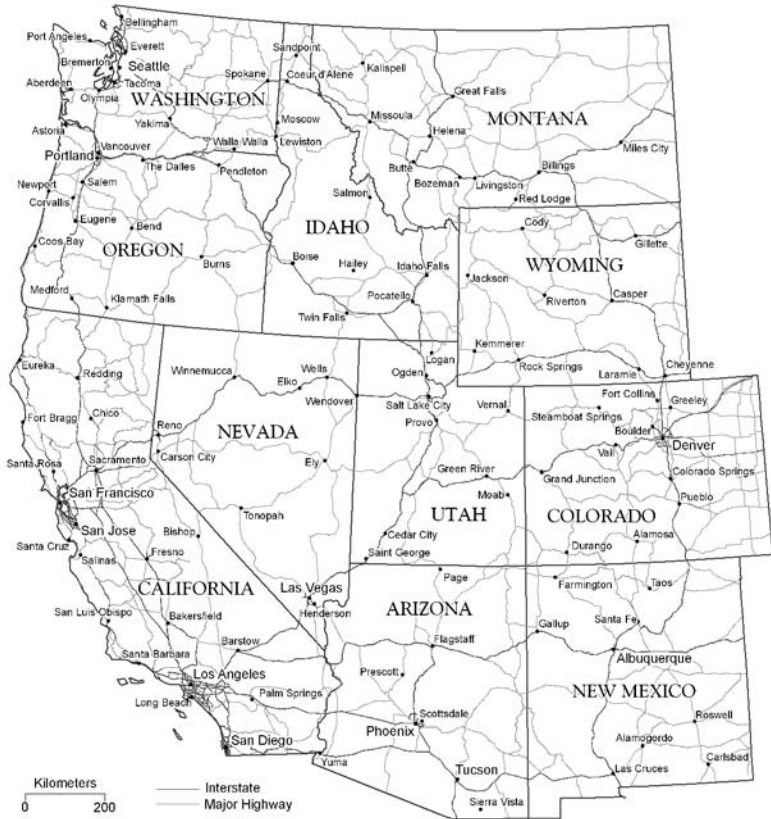 Bellingham
Port Angeles
Everett
Bremerton
Seattle
Tacoma
Aberdeen
Olympia
WASHINGTON
Spokane
Yakima
Walla Walla
Astoria
Vancouver
Sandpoint
Coeur d'Alene
Kalispell
Great Falls
Moscow
Missoula
Lewiston
Helena
MONTANA
Miles City
Butte
Billings
Bozeman
Livingston
Red Lodge
Portland
The Dalles
Pendleton
Newport
Salem
Corvallis
Eugene
Bend
Coos Bay
OREGON
Burns
Medford
Klamath Falls
Salmon
IDAHO
Boise
Hailey
Idaho Falls
Pocatello
Twin Falls
Cody
Gillette
WYOMING
Jackson
Riverton
Casper
Kemmerer
Rock Springs
Laramie
Cheyenne
Eureka
Redding
Winnemucca
Wells
Elko
Wendover
Logan
Ogden
Salt Lake City
Provo
Vernal
Fort Collins
Greeley
Steamboat Springs
Boulder
Denver
Vail
Fort Bragg
Chico
Reno
NEVADA
Carson City
Santa Rosa
Sacramento
Ely
Green River
Grand Junction
Colorado Springs
San Francisco
Moab
Pueblo
Tonopah
UTAH
COLORADO
San Jose
Bishop
Cedar City
Alamosa
Santa Cruz
Salinas
Fresno
Saint George
Durango
CALIFORNIA
Las Vegas
Henderson
Page
Farmington
Taos
ARIZONA
San Luis Obispo
Bakersfield
Gallup
Santa Fe
Barstow
Flagstaff
Santa Barbara
Albuquerque
Los Angeles
Prescott
Long Beach
Palm Springs
NEW MEXICO
Scottsdale
Roswell
San Diego
Phoenix
Alamogordo
Yuma
Carlsbad
Tucson
Las Cruces
Sierra Vista
Kilometers
0 200
Interstate
Major Highway